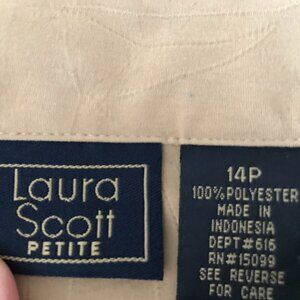 Laura
Scott
PETITE
14P
100% POLYESTER
MADE IN
INDONESIA
DEPT#616
RN#15099
SEE REVERSE
FOR CARE